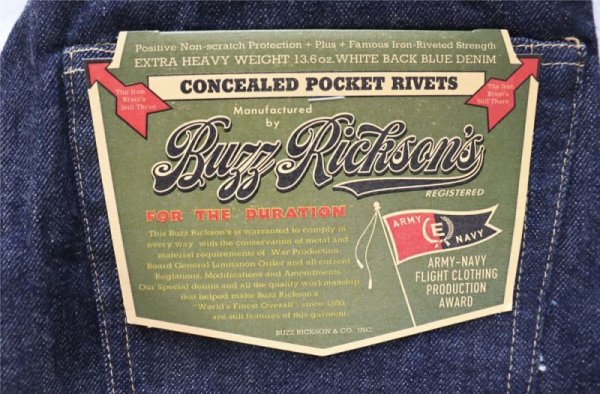 Positive Non-scratch Protection + Plus + Famous Iron-Riveted Strength
EXTRA HEAVY WEIGHT 13.6oz. WHITE BACK BLUE DENIM
CONCEALED POCKET RIVETS
The Iron
River's
Still There
The Iron
River's
Still There
Manufactured
by
Buzz Rickson's
REGISTERED
FOR THE DURATION
This Buzz Rickson's is warranted to comply in
every way with the conservation of metal and
material requirements of War Production
Board General Limitation Order and all current
Reglations, Modifications and Amendments.
Our Special denim and all the quality workmanship
that helped make Buzz Rickson's
"World's Finest Overall", since 1850,
are still features of this garment.
BUZZ RICKSON & CO., INC.
ARMY
E
A
NAVY
ARMY-NAVY
FLIGHT CLOTHING
PRODUCTION
AWARD